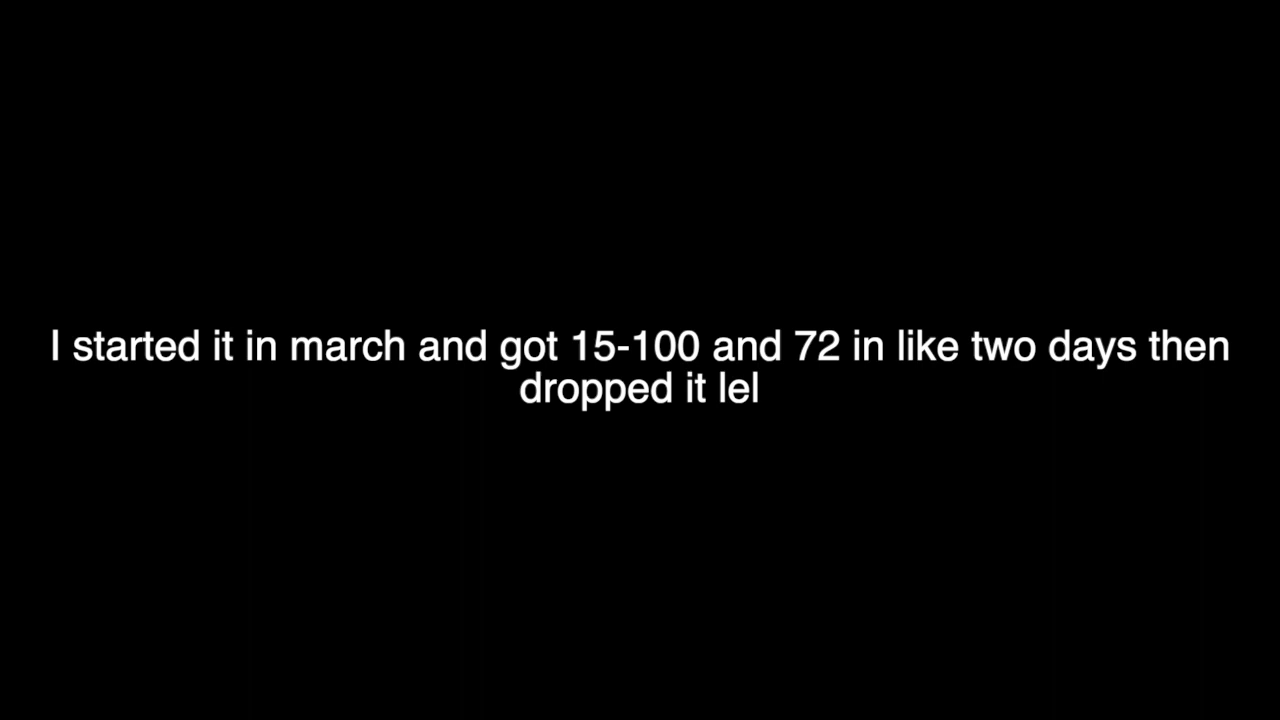 I started it in march and got 15-100 and 72 in like two days then
dropped it lel